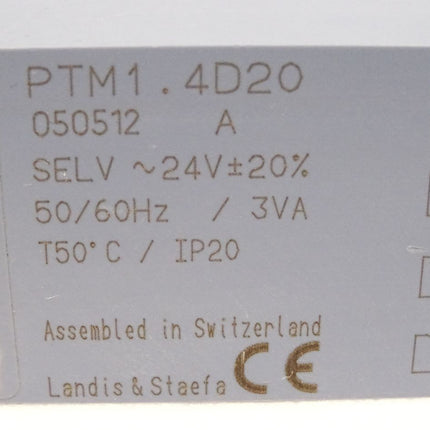 PTM1.4D20
050512 A
SELV ~24V±20%
50/60Hz / 3VA
T50°C / IP20
Assembled in Switzerland
Landis & Staefa CE